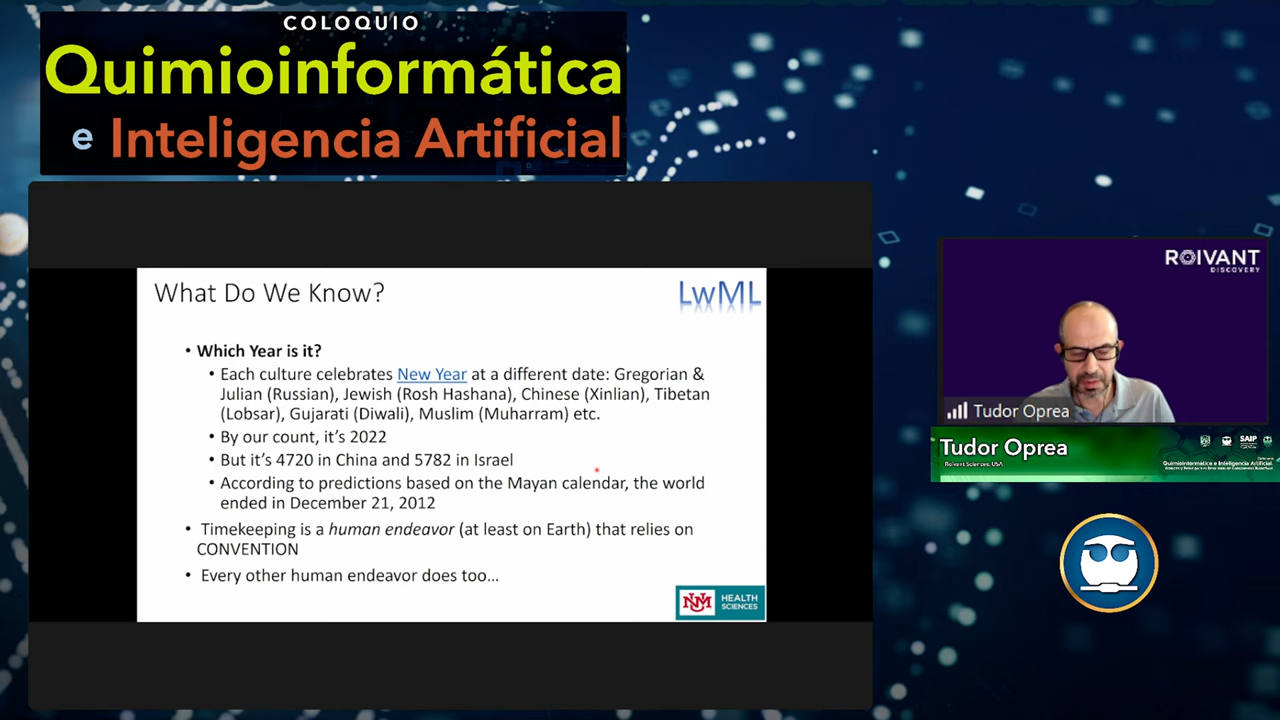 COLOQUIO
Quimioinformática
e Inteligencia Artificial
What Do We Know?
LwML
• Which Year is it?
• Each culture celebrates New Year at a different date: Gregorian &
Julian (Russian), Jewish (Rosh Hashana), Chinese (Xinlian), Tibetan
(Lobsar), Gujarati (Diwali), Muslim (Muharram) etc.
• By our count, it’s 2022
• But it’s 4720 in China and 5782 in Israel
• According to predictions based on the Mayan calendar, the world
ended in December 21, 2012
• Timekeeping is a human endeavor (at least on Earth) that relies on
CONVENTION
• Every other human endeavor does too…
NM
HEALTH
SCIENCES
ROIVANT
DISCOVERY
Tudor Oprea
Tudor Oprea
Roivant Sciences, USA
SAIP
Quimioinformática e Inteligencia Artificial